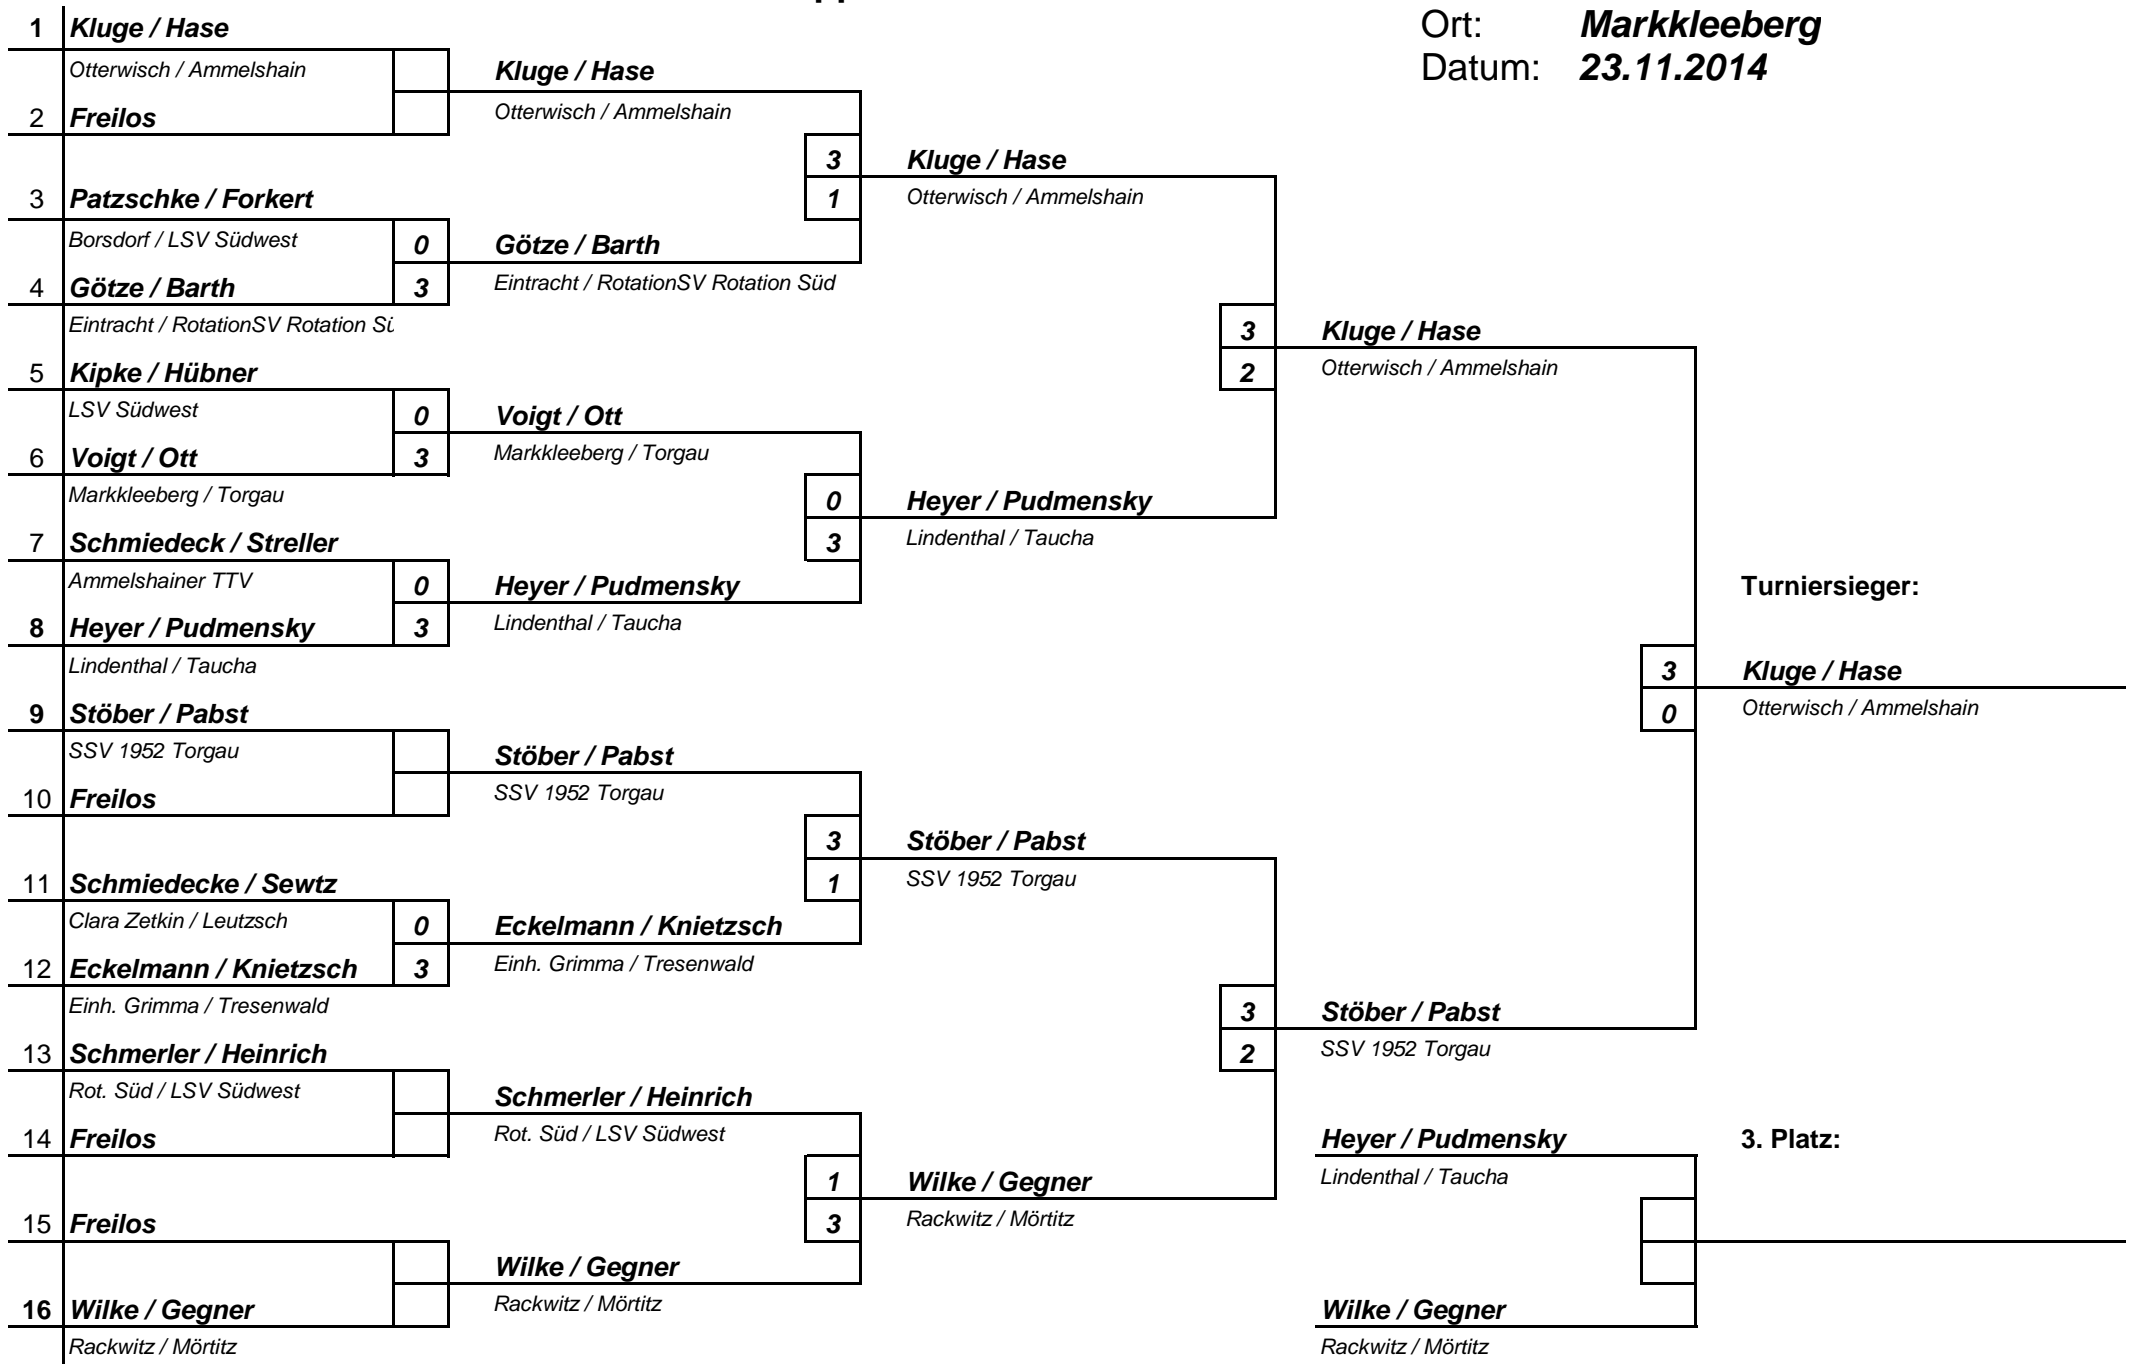 Ort: Markkleeberg
Datum: 23.11.2014
1 Kluge / Hase
Otterwisch / Ammelshain
2 Freilos
3 Patzschke / Forkert
Borsdorf / LSV Südwest 0
4 Götze / Barth 3
Eintracht / RotationSV Rotation Sü
5 Kipke / Hübner
LSV Südwest 0
6 Voigt / Ott 3
Markkleeberg / Torgau
7 Schmiedeck / Streller
Ammelshainer TTV 0
8 Heyer / Pudmensky 3
Lindenthal / Taucha
9 Stöber / Pabst
SSV 1952 Torgau
10 Freilos
11 Schmiedecke / Sewtz
Clara Zetkin / Leutzsch 0
12 Eckelmann / Knietzsch 3
Einh. Grimma / Tresenwald
13 Schmerler / Heinrich
Rot. Süd / LSV Südwest
14 Freilos
15 Freilos
16 Wilke / Gegner
Rackwitz / Mörtitz
Kluge / Hase
Otterwisch / Ammelshain
3
1
Götze / Barth
Eintracht / RotationSV Rotation Süd
Voigt / Ott
Markkleeberg / Torgau
0
3
Heyer / Pudmensky
Lindenthal / Taucha
Stöber / Pabst
SSV 1952 Torgau
3
1
Eckelmann / Knietzsch
Einh. Grimma / Tresenwald
Schmerler / Heinrich
Rot. Süd / LSV Südwest
1
3
Wilke / Gegner
Rackwitz / Mörtitz
Kluge / Hase
Otterwisch / Ammelshain
3
2
Heyer / Pudmensky
Lindenthal / Taucha
Stöber / Pabst
SSV 1952 Torgau
3
2
Wilke / Gegner
Rackwitz / Mörtitz
Kluge / Hase
Otterwisch / Ammelshain
3
0
Stöber / Pabst
SSV 1952 Torgau
Turniersieger:
Kluge / Hase
Otterwisch / Ammelshain
Heyer / Pudmensky
Lindenthal / Taucha
Wilke / Gegner
Rackwitz / Mörtitz
3. Platz: